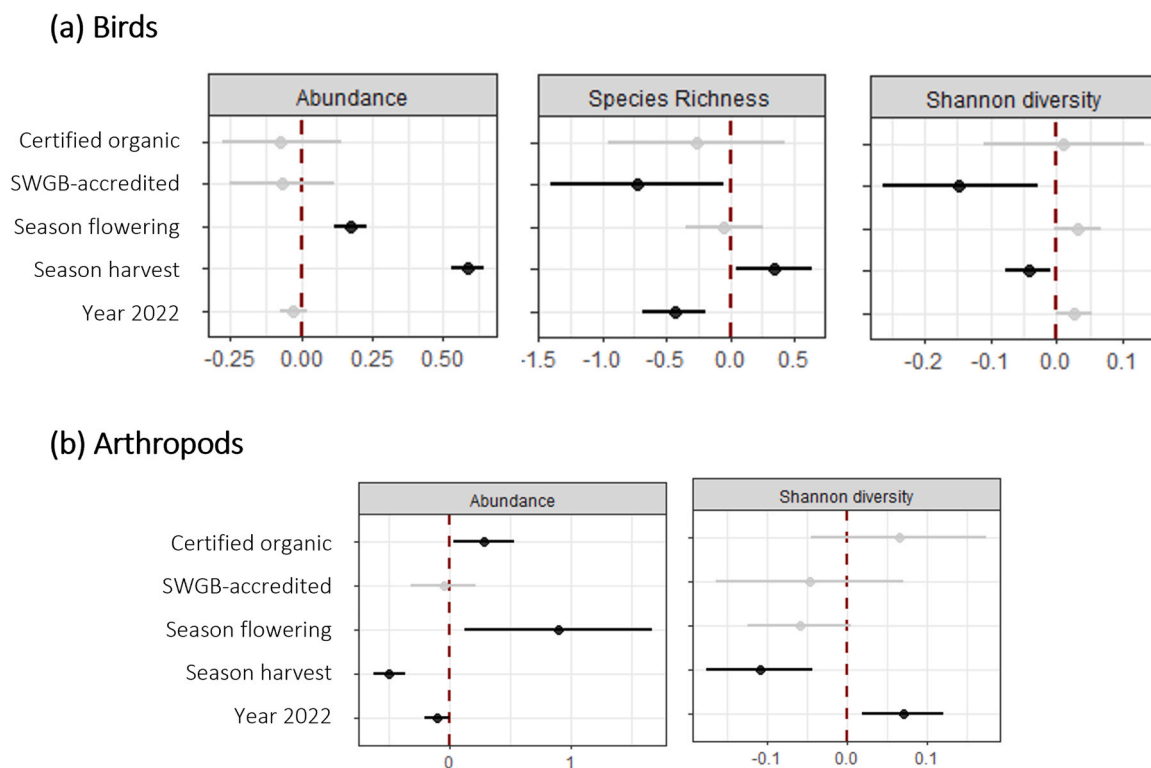 (a) Birds
Abundance
Species Richness
Shannon diversity
Certified organic
SWGB-accredited
Season flowering
Season harvest
Year 2022
-0.25 0.00 0.25 0.50
-1.5 -1.0 -0.5 0.0 0.5
-0.2 -0.1 0.0 0.1
(b) Arthropods
Abundance
Shannon diversity
Certified organic
SWGB-accredited
Season flowering
Season harvest
Year 2022
0 1
-0.1 0.0 0.1